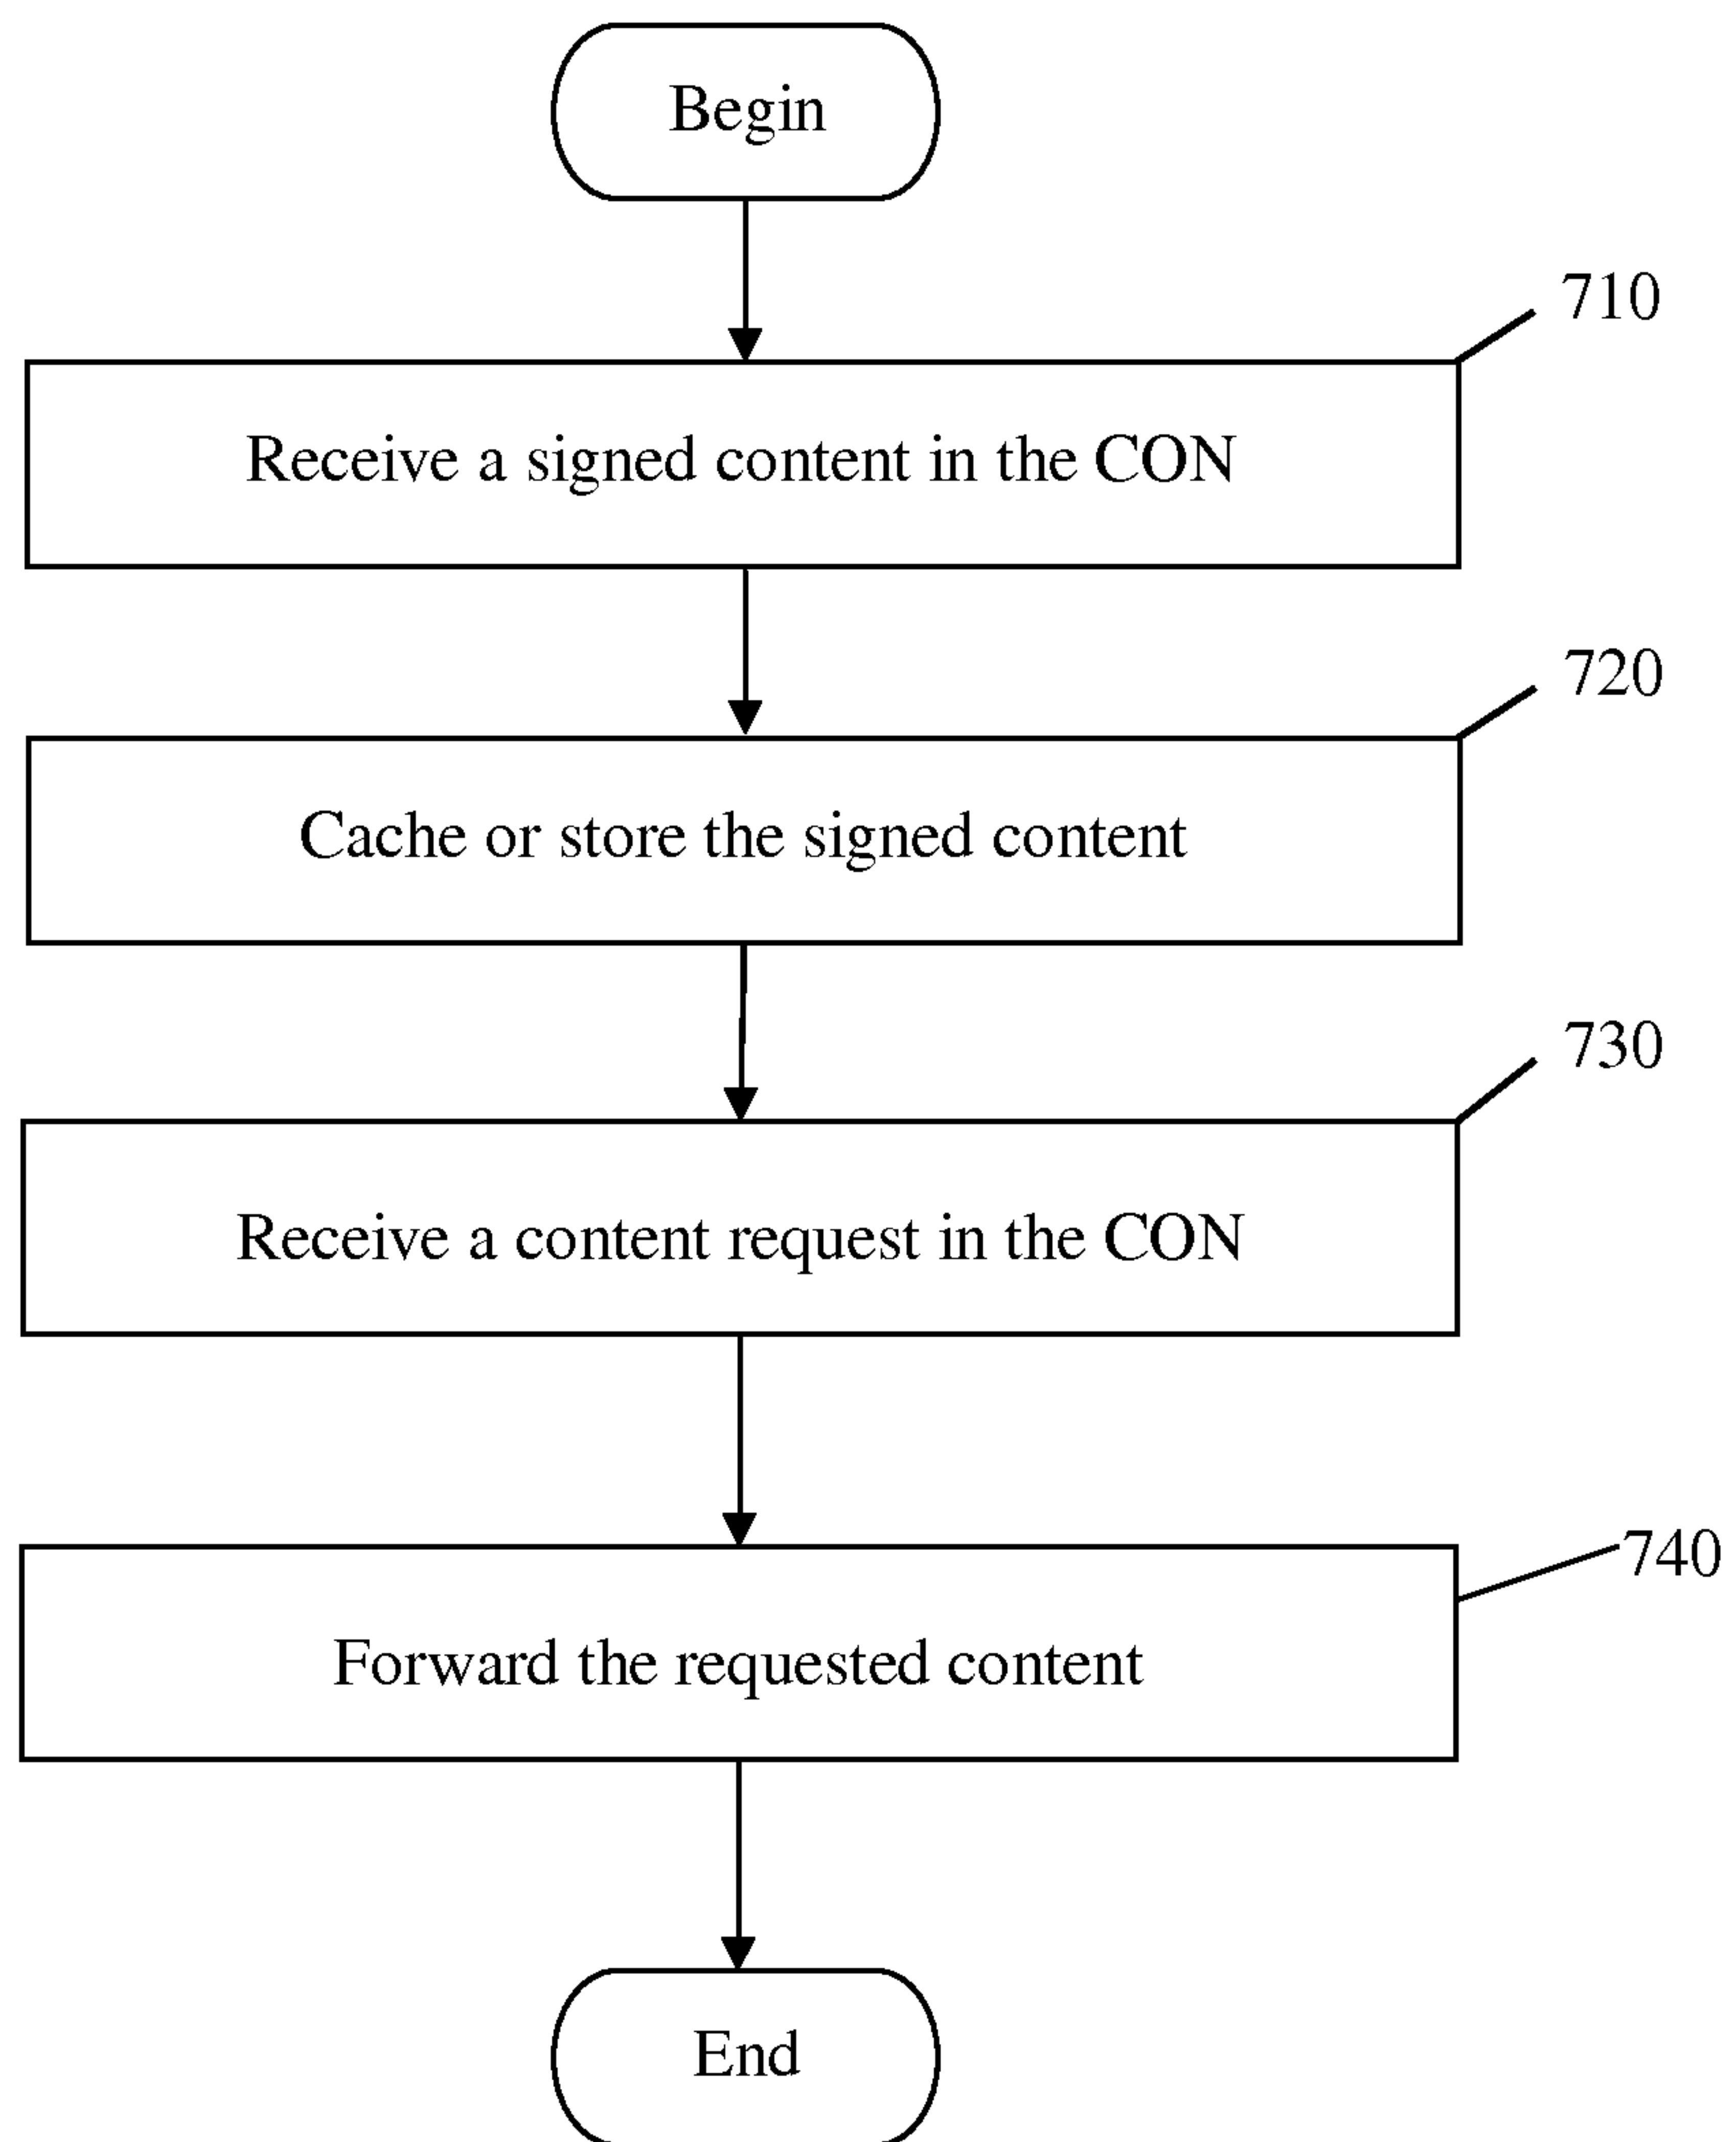 Begin
710
Receive a signed content in the CON
720
Cache or store the signed content
730
Receive a content request in the CON
740
Forward the requested content
End